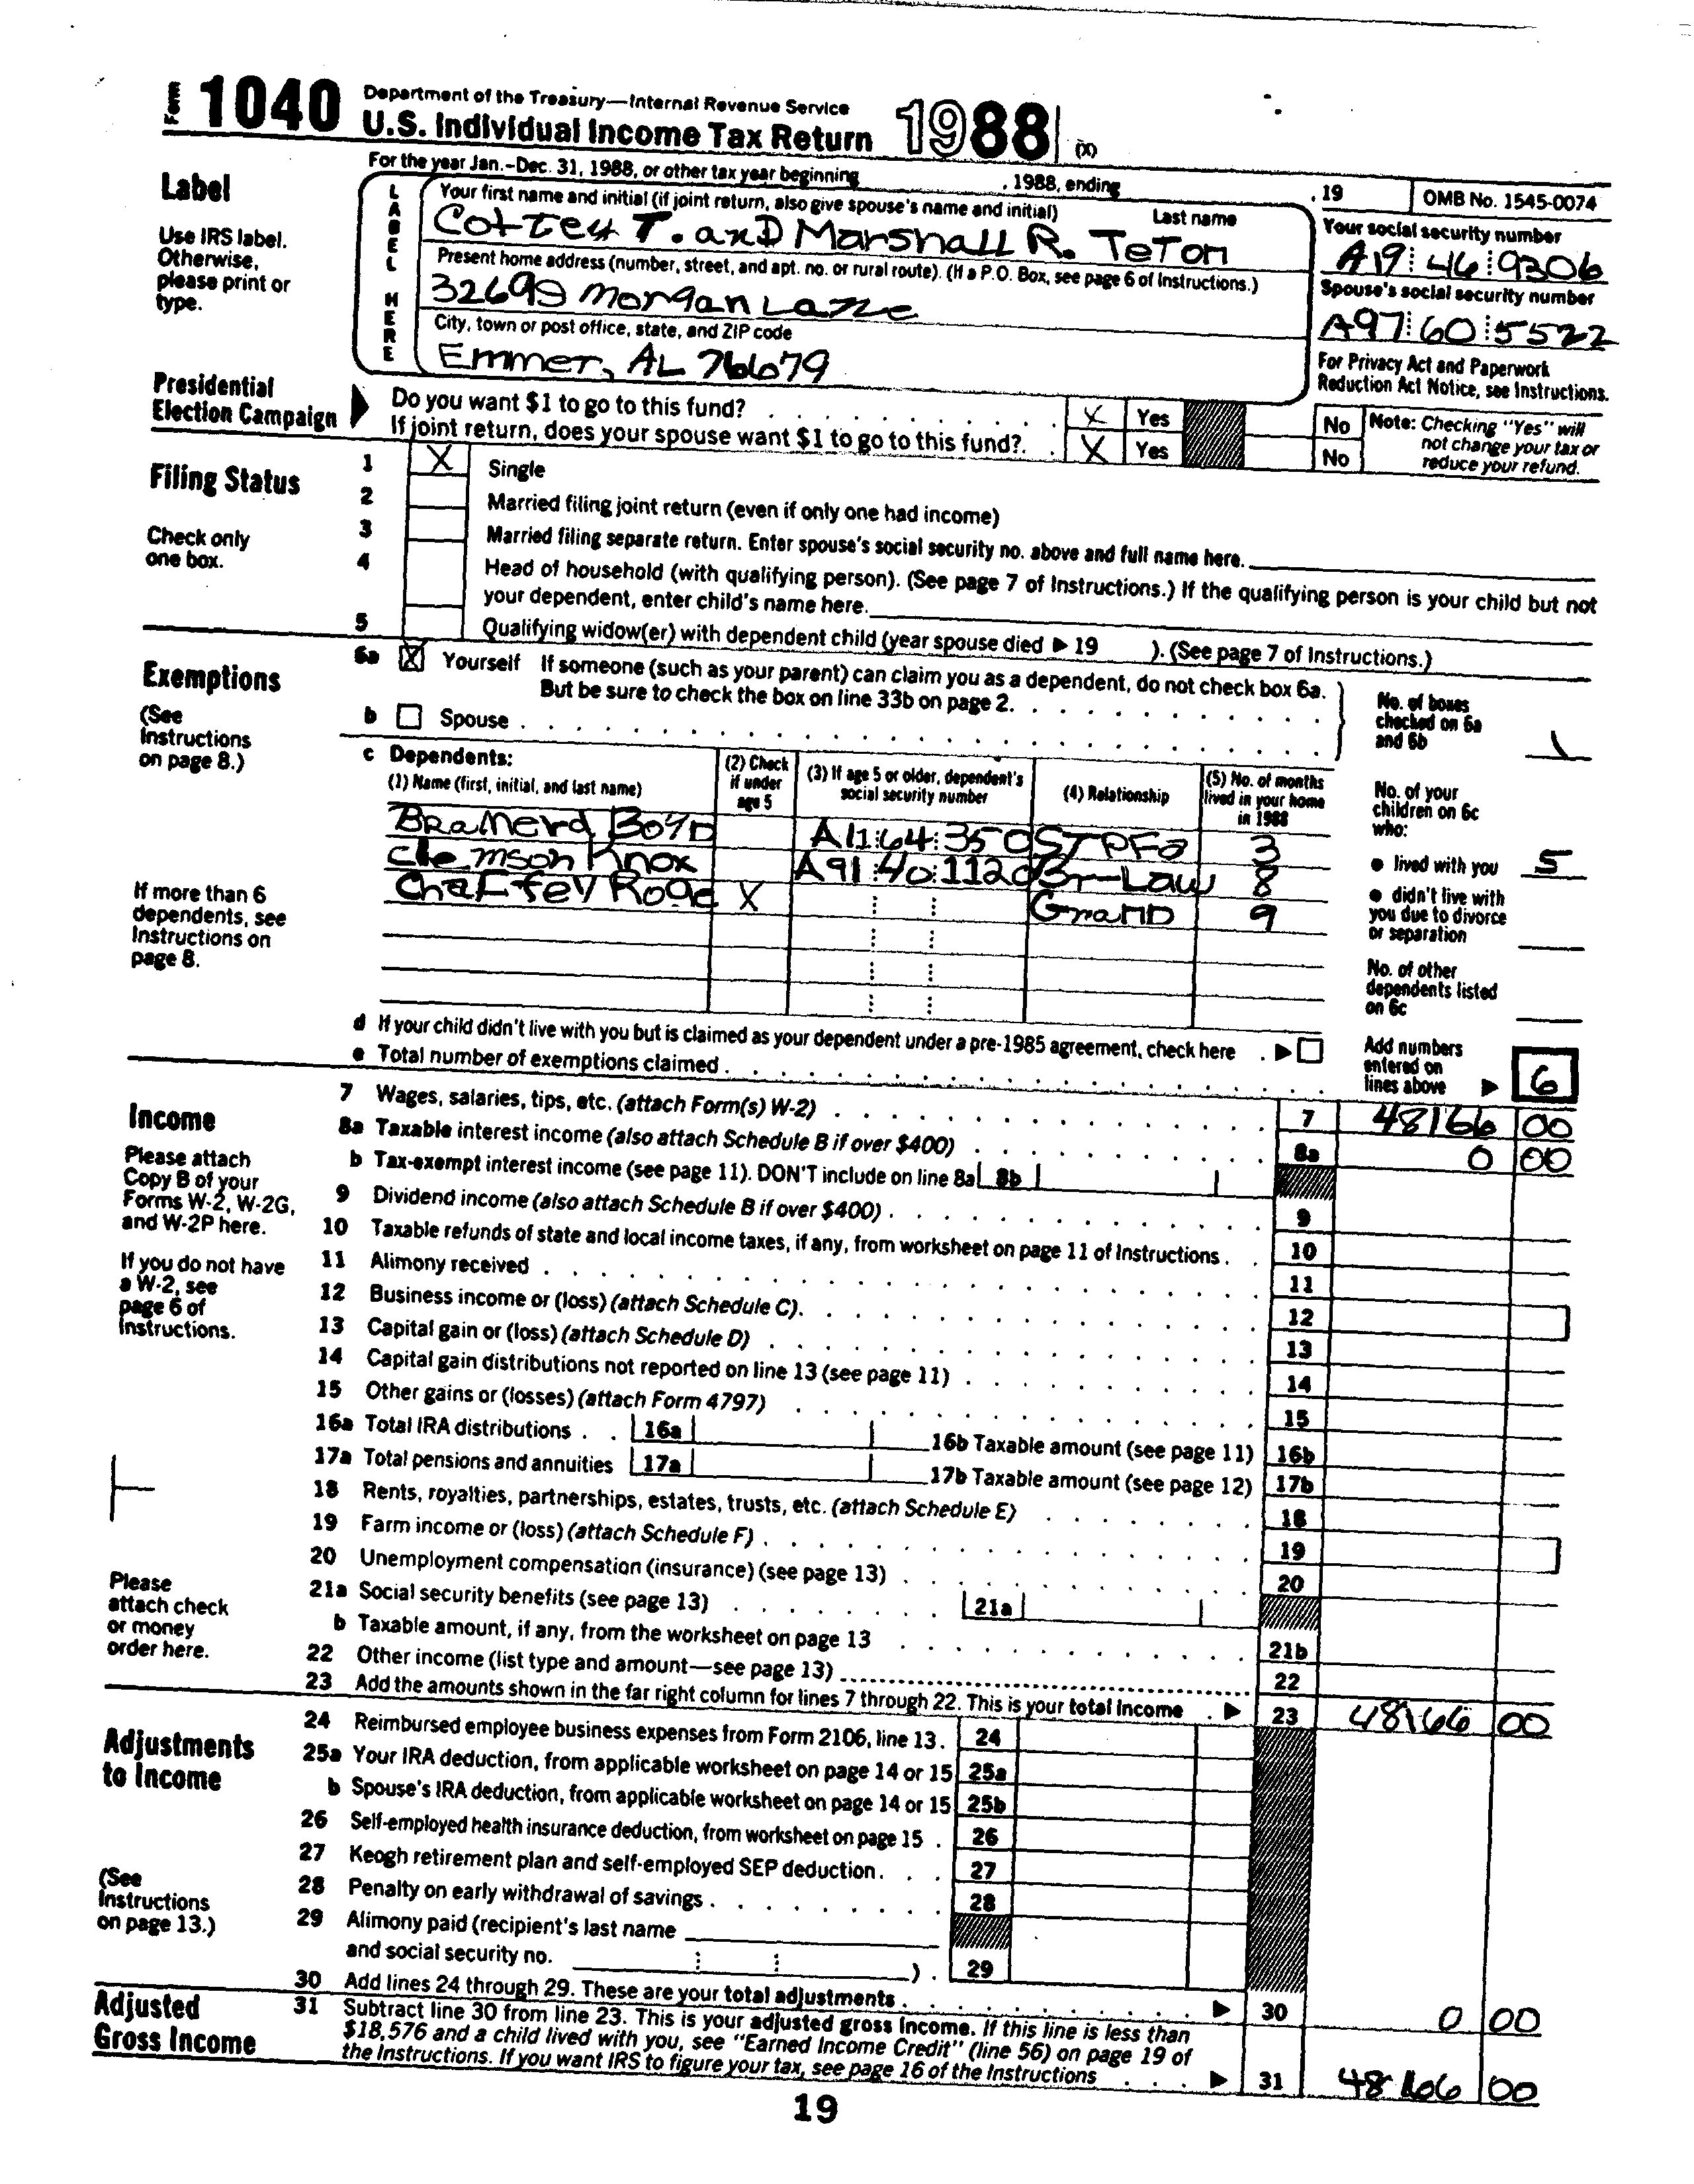 Form 1040 Department of the Treasury—Internal Revenue Service
U.S. Individual Income Tax Return 1988 (X)
For the year Jan.–Dec. 31, 1988, or other tax year beginning , 1988, ending , 19 OMB No. 1545-0074
Label
Use IRS label.
Otherwise,
please print or
type.
LABEL HERE
Your first name and initial (if joint return, also give spouse's name and initial) Last name
Cottey T. and Marshall R. Teton
Your social security number
A19 46 9306
Present home address (number, street, and apt. no. or rural route). (If a P.O. Box, see page 6 of Instructions.)
32699 Morgan Lane
Spouse's social security number
A97 60 5522
City, town or post office, state, and ZIP code
Emmer, AL 76679
For Privacy Act and Paperwork
Reduction Act Notice, see Instructions.
Presidential
Election Campaign
Do you want $1 to go to this fund? X Yes No
If joint return, does your spouse want $1 to go to this fund? X Yes No
Note: Checking "Yes" will
not change your tax or
reduce your refund.
Filing Status
Check only
one box.
1 X Single
2 Married filing joint return (even if only one had income)
3 Married filing separate return. Enter spouse's social security no. above and full name here.
4 Head of household (with qualifying person). (See page 7 of Instructions.) If the qualifying person is your child but not
your dependent, enter child's name here.
5 Qualifying widow(er) with dependent child (year spouse died ▶ 19 ). (See page 7 of Instructions.)
Exemptions
(See
Instructions
on page 8.)
6a X Yourself If someone (such as your parent) can claim you as a dependent, do not check box 6a.
But be sure to check the box on line 33b on page 2.
b Spouse
No. of boxes
checked on 6a
and 6b 1
c Dependents:
(1) Name (first, initial, and last name)
(2) Check
if under
age 5
(3) If age 5 or older, dependent's
social security number
(4) Relationship
(5) No. of months
lived in your home
in 1988
Brainerd Boyd A11 64 350 STPFa 3
Clemson Knox A91 40 1120 Br-Law 8
Chaffey Roge X Grand 9
If more than 6
dependents, see
Instructions on
page 8.
No. of your
children on 6c
who:
● lived with you 5
● didn't live with
you due to divorce
or separation
No. of other
dependents listed
on 6c
d If your child didn't live with you but is claimed as your dependent under a pre-1985 agreement, check here ▶
e Total number of exemptions claimed
Add numbers
entered on
lines above ▶ 6
Income
Please attach
Copy B of your
Forms W-2, W-2G,
and W-2P here.
If you do not have
a W-2, see
page 6 of
Instructions.
Please
attach check
or money
order here.
7 Wages, salaries, tips, etc. (attach Form(s) W-2) 7 48166 00
8a Taxable interest income (also attach Schedule B if over $400) 8a 0 00
b Tax-exempt interest income (see page 11). DON'T include on line 8a 8b
9 Dividend income (also attach Schedule B if over $400) 9
10 Taxable refunds of state and local income taxes, if any, from worksheet on page 11 of Instructions 10
11 Alimony received 11
12 Business income or (loss) (attach Schedule C) 12
13 Capital gain or (loss) (attach Schedule D) 13
14 Capital gain distributions not reported on line 13 (see page 11) 14
15 Other gains or (losses) (attach Form 4797) 15
16a Total IRA distributions 16a 16b Taxable amount (see page 11) 16b
17a Total pensions and annuities 17a 17b Taxable amount (see page 12) 17b
18 Rents, royalties, partnerships, estates, trusts, etc. (attach Schedule E) 18
19 Farm income or (loss) (attach Schedule F) 19
20 Unemployment compensation (insurance) (see page 13) 20
21a Social security benefits (see page 13) 21a
b Taxable amount, if any, from the worksheet on page 13 21b
22 Other income (list type and amount—see page 13) 22
23 Add the amounts shown in the far right column for lines 7 through 22. This is your total income ▶ 23 48166 00
Adjustments
to Income
(See
Instructions
on page 13.)
24 Reimbursed employee business expenses from Form 2106, line 13. 24
25a Your IRA deduction, from applicable worksheet on page 14 or 15 25a
b Spouse's IRA deduction, from applicable worksheet on page 14 or 15 25b
26 Self-employed health insurance deduction, from worksheet on page 15 26
27 Keogh retirement plan and self-employed SEP deduction 27
28 Penalty on early withdrawal of savings 28
29 Alimony paid (recipient's last name
and social security no. ) 29
30 Add lines 24 through 29. These are your total adjustments ▶ 30 0 00
Adjusted
Gross Income
31 Subtract line 30 from line 23. This is your adjusted gross income. If this line is less than
$18,576 and a child lived with you, see "Earned Income Credit" (line 56) on page 19 of
the Instructions. If you want IRS to figure your tax, see page 16 of the Instructions ▶ 31 48166 00
19